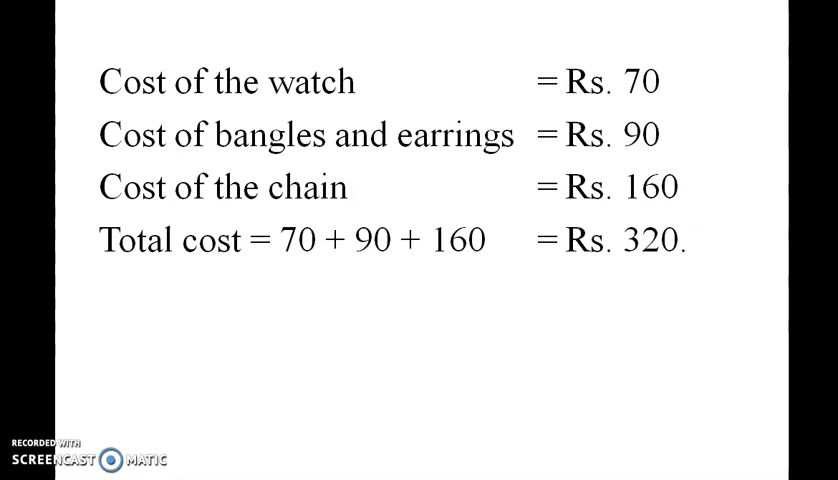 Cost of the watch = Rs. 70
Cost of bangles and earrings = Rs. 90
Cost of the chain = Rs. 160
Total cost = 70 + 90 + 160 = Rs. 320.
RECORDED WITH
SCREENCAST MATIC